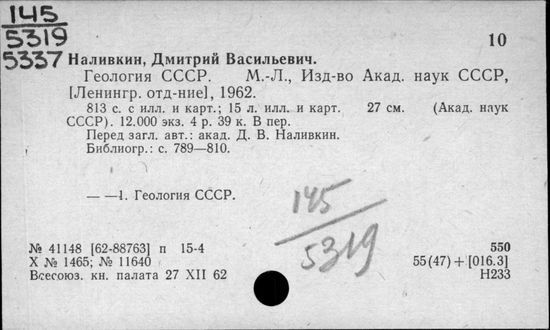 145
5319
5337
10
Наливкин, Дмитрий Васильевич.
Геология СССР. М.-Л., Изд-во Акад. наук СССР,
[Ленингр. отд-ние], 1962.
813 с. с илл. и карт.; 15 л. илл. и карт. 27 см. (Акад. наук
СССР). 12.000 экз. 4 р. 39 к. В пер.
Перед загл. авт.: акад. Д. В. Наливкин.
Библиогр.: с. 789—810.
— —1. Геология СССР.
145
5319
№ 41148 [62-88763] п 15-4
X № 1465; № 11640
Всесоюз. кн. палата 27 XII 62
550
55(47)+[016.3]
Н233